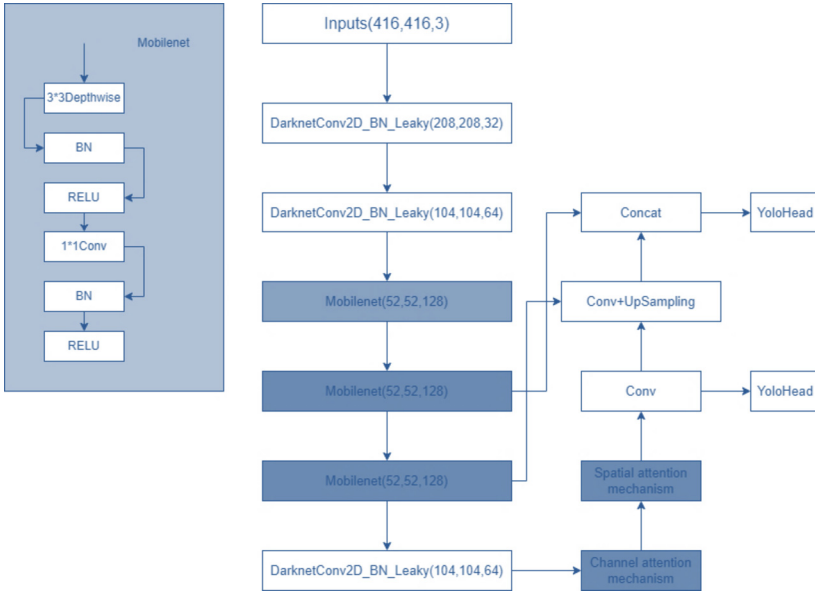 Mobilenet
3*3Depthwise
BN
RELU
1*1Conv
BN
RELU
Inputs(416,416,3)
DarknetConv2D_BN_Leaky(208,208,32)
DarknetConv2D_BN_Leaky(104,104,64)
Mobilenet(52,52,128)
Mobilenet(52,52,128)
Mobilenet(52,52,128)
DarknetConv2D_BN_Leaky(104,104,64)
Concat
YoloHead
Conv+UpSampling
Conv
YoloHead
Spatial attention
mechanism
Channel attention
mechanism